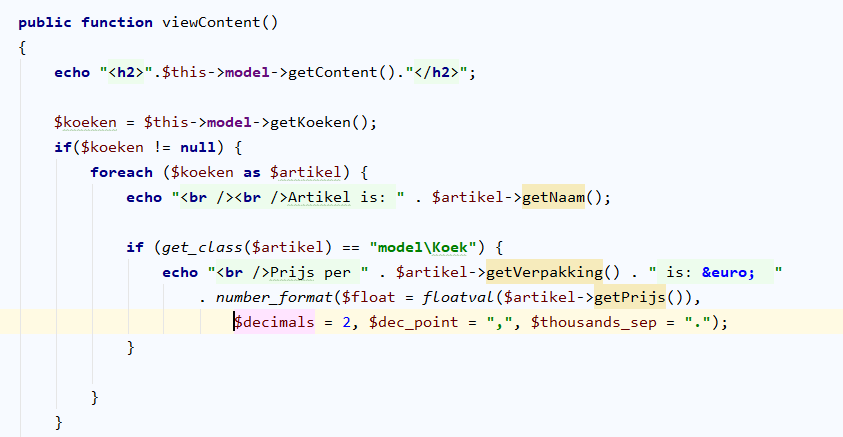 public function viewContent()
{
echo "<h2>".$this->model->getContent()."</h2>";
$koeken = $this->model->getKoeken();
if($koeken != null) {
foreach ($koeken as $artikel) {
echo "<br /><br />Artikel is: " . $artikel->getNaam();
if (get_class($artikel) == "model\Koek") {
echo "<br />Prijs per " . $artikel->getVerpakking() . " is: &euro;  "
. number_format($float = floatval($artikel->getPrijs()),
$decimals = 2, $dec_point = ",", $thousands_sep = ".");
}
}
}